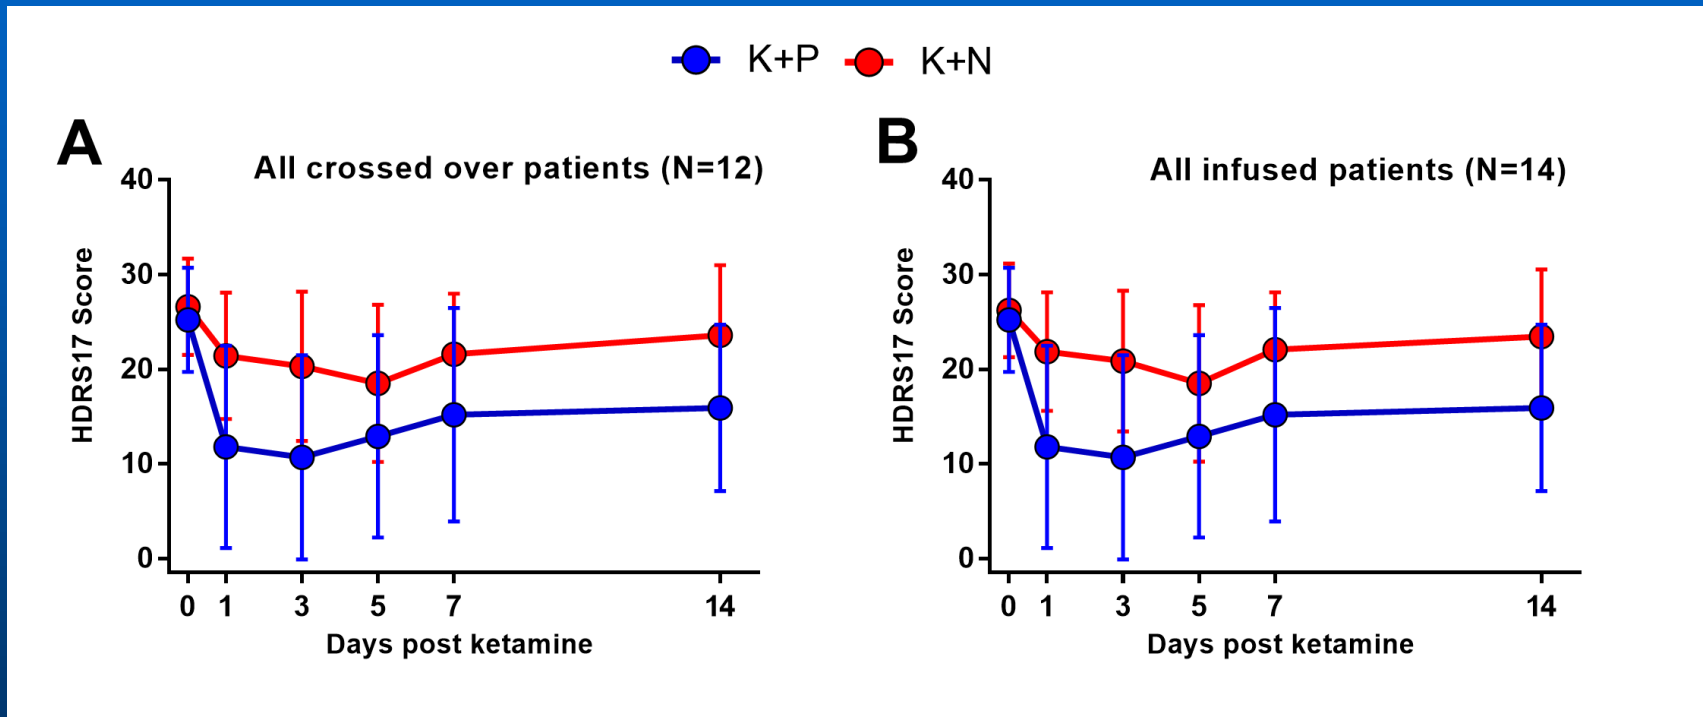 K+P K+N
A
All crossed over patients (N=12)
40
30
20
10
0
HDRS17 Score
0 1 3 5 7 14
Days post ketamine
B
All infused patients (N=14)
40
30
20
10
0
HDRS17 Score
0 1 3 5 7 14
Days post ketamine